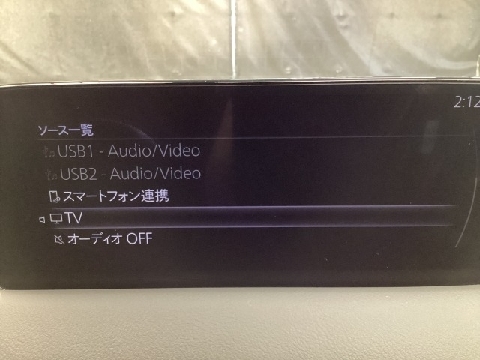 2:12
ソース一覧
USB1 - Audio/Video
USB2 - Audio/Video
スマートフォン連携
TV
オーディオ OFF